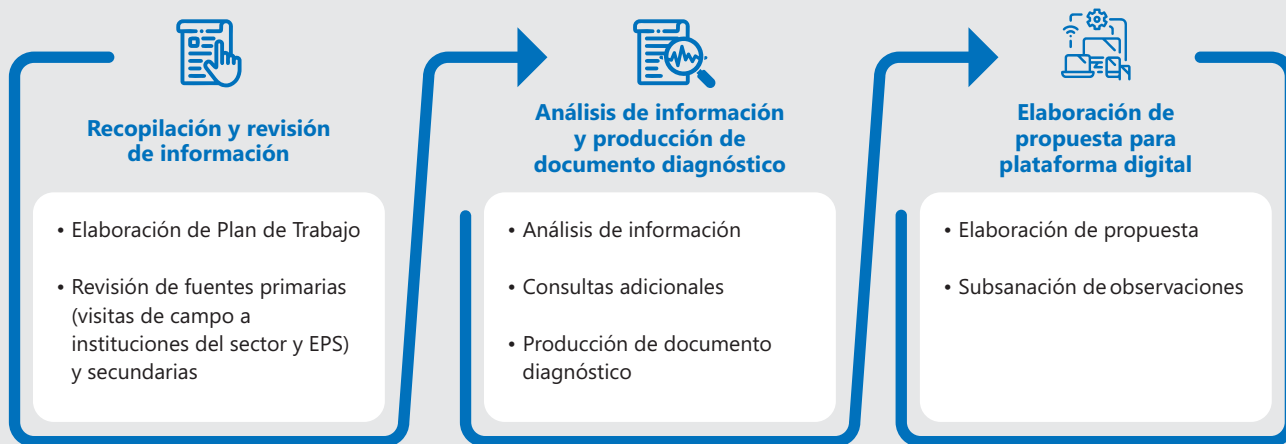 Recopilación y revisión
de información
• Elaboración de Plan de Trabajo
• Revisión de fuentes primarias
(visitas de campo a
instituciones del sector y EPS)
y secundarias
Análisis de información
y producción de
documento diagnóstico
• Análisis de información
• Consultas adicionales
• Producción de documento
diagnóstico
Elaboración de
propuesta para
plataforma digital
• Elaboración de propuesta
• Subsanación de observaciones